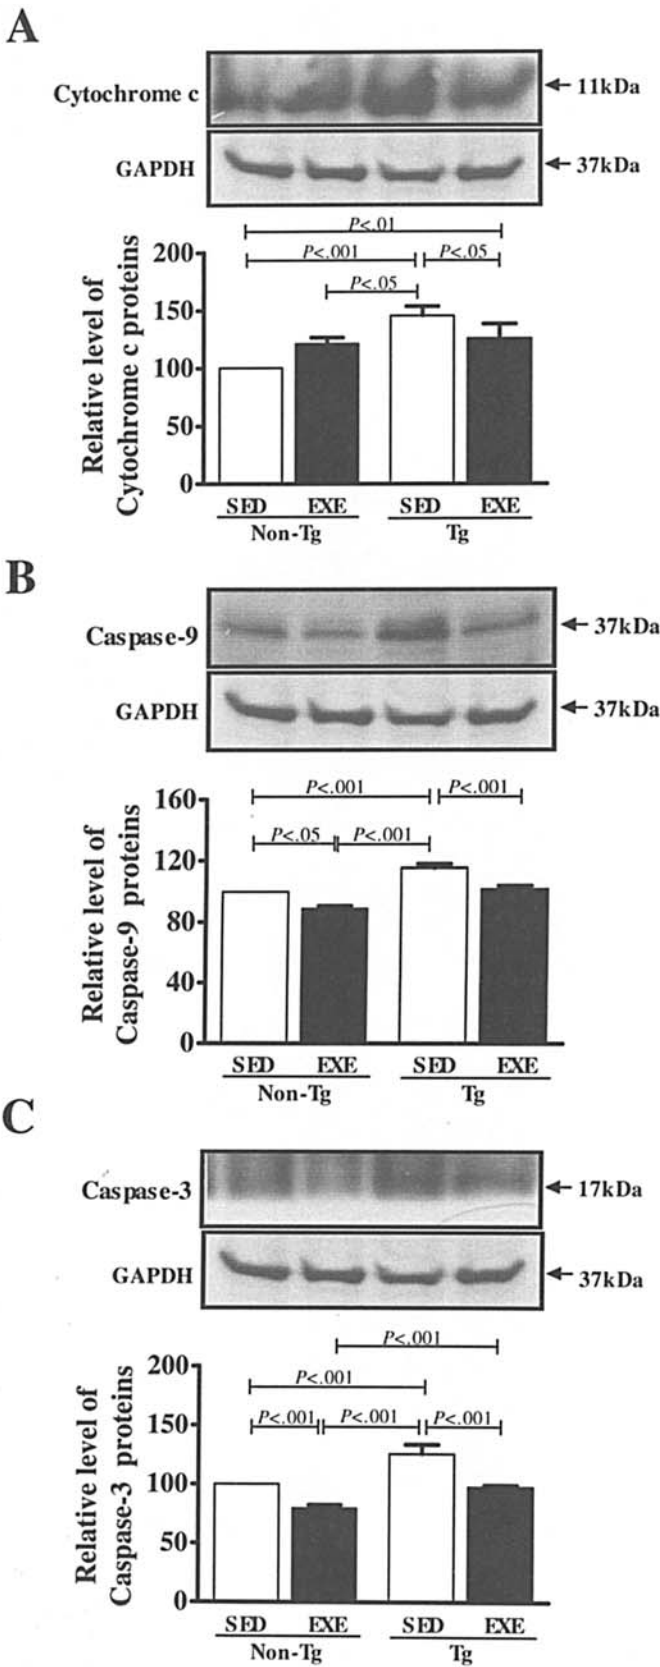 A
Cytochrome c
11kDa
GAPDH
37kDa
P<.01
P<.001
P<.05
P<.05
Relative level of
Cytochrome c proteins
200
150
100
50
0
SED EXE SED EXE
Non-Tg Tg
B
Caspase-9
37kDa
GAPDH
37kDa
P<.001
P<.001
P<.05
P<.001
Relative level of
Caspase-9 proteins
160
120
80
40
0
SED EXE SED EXE
Non-Tg Tg
C
Caspase-3
17kDa
GAPDH
37kDa
P<.001
P<.001
P<.001
P<.001
P<.001
Relative level of
Caspase-3 proteins
200
150
100
50
0
SED EXE SED EXE
Non-Tg Tg